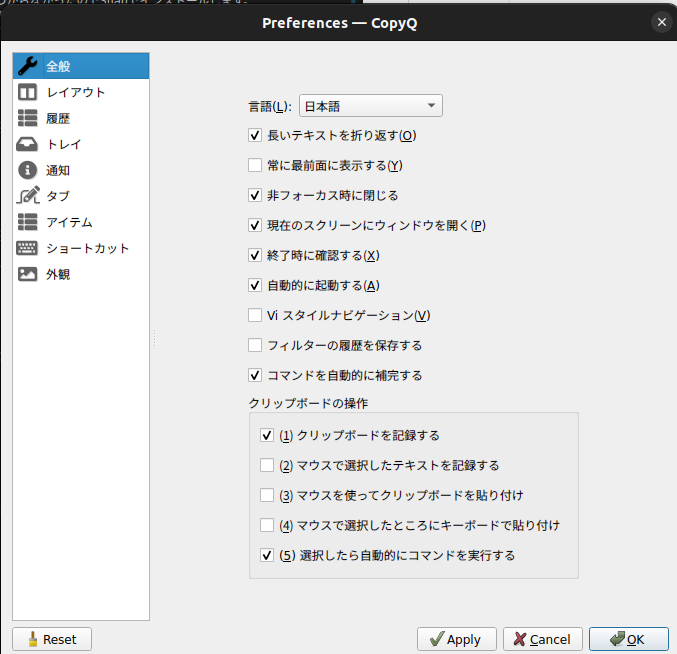 Preferences — CopyQ
全般
レイアウト
履歴
トレイ
通知
タブ
アイテム
ショートカット
外観
言語(L): 日本語
長いテキストを折り返す(O)
常に最前面に表示する(Y)
非フォーカス時に閉じる
現在のスクリーンにウィンドウを開く(P)
終了時に確認する(X)
自動的に起動する(A)
Vi スタイルナビゲーション(V)
フィルターの履歴を保存する
コマンドを自動的に補完する
クリップボードの操作
(1) クリップボードを記録する
(2) マウスで選択したテキストを記録する
(3) マウスを使ってクリップボードを貼り付け
(4) マウスで選択したところにキーボードで貼り付け
(5) 選択したら自動的にコマンドを実行する
Reset Apply Cancel OK